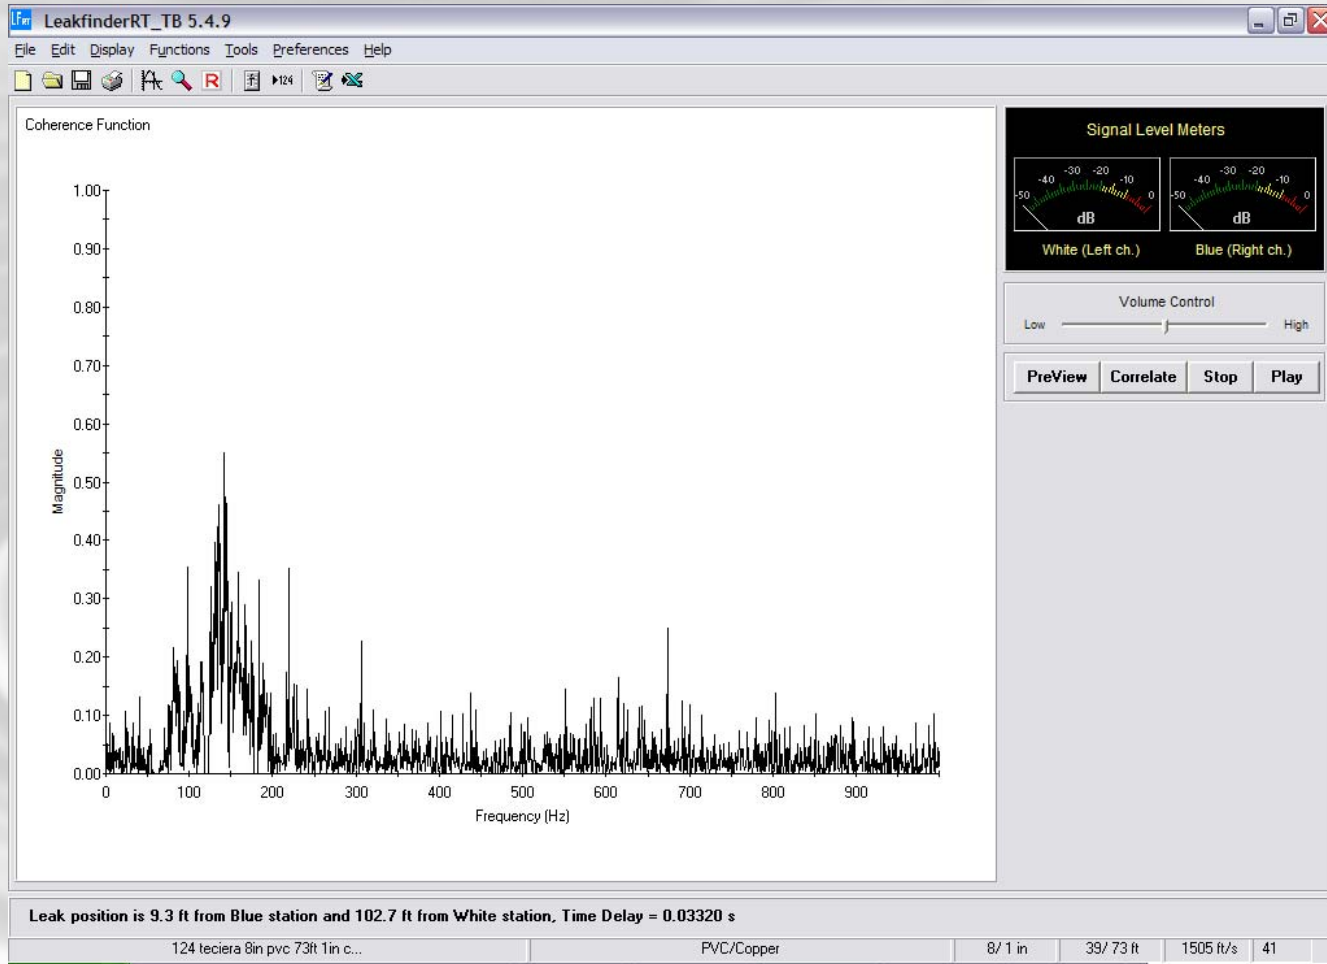 LFRT LeakfinderRT_TB 5.4.9
File Edit Display Functions Tools Preferences Help
R 124
Coherence Function
1.00
0.90
0.80
0.70
0.60
0.50
0.40
0.30
0.20
0.10
0.00
Magnitude
0 100 200 300 400 500 600 700 800 900
Frequency (Hz)
Signal Level Meters
-50 -40 -30 -20 -10 0 -50 -40 -30 -20 -10 0
dB dB
White (Left ch.) Blue (Right ch.)
Volume Control
Low High
PreView Correlate Stop Play
Leak position is 9.3 ft from Blue station and 102.7 ft from White station, Time Delay = 0.03320 s
124 teciera 8in pvc 73ft 1in c... PVC/Copper 8/ 1 in 39/ 73 ft 1505 ft/s 41